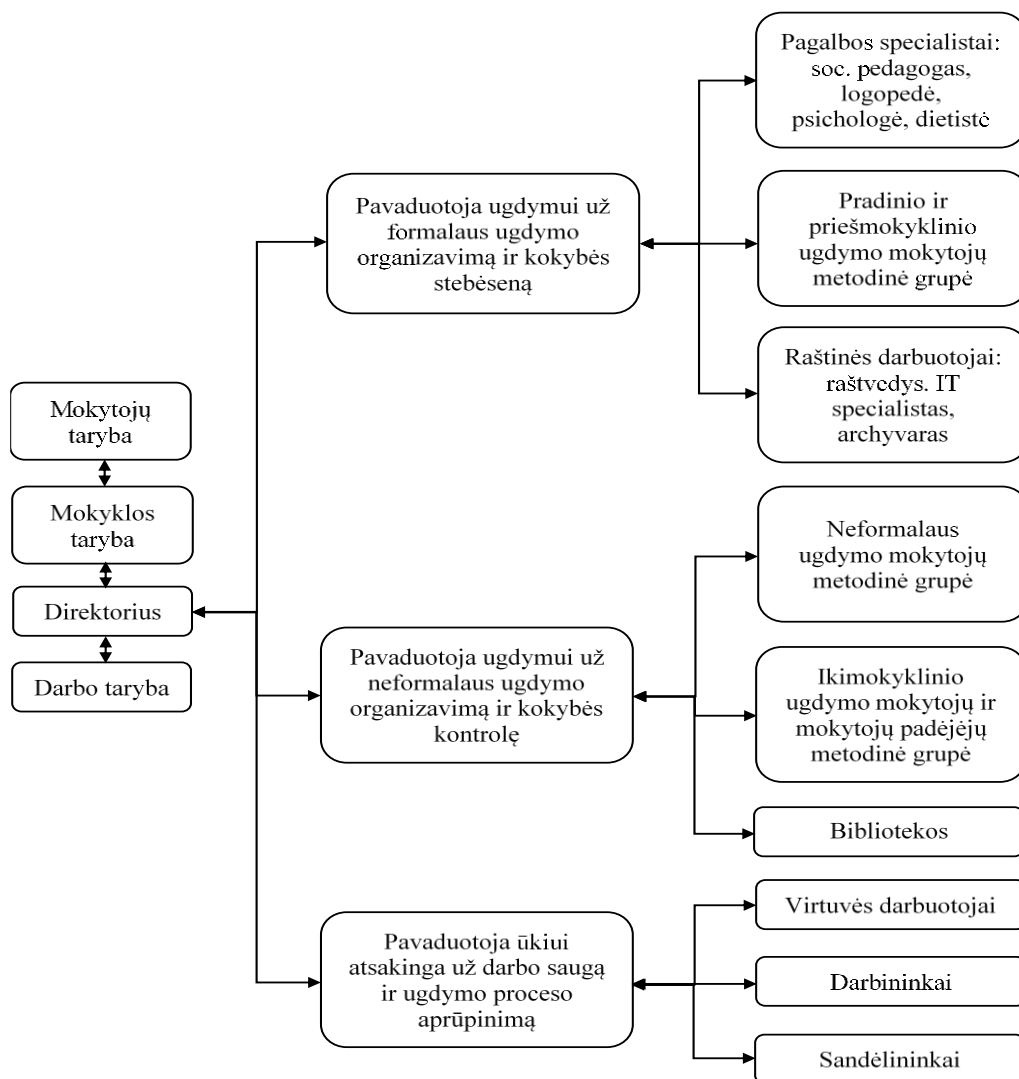 Mokytojų
taryba
Mokyklos
taryba
Direktorius
Darbo taryba
Pavaduotoja ugdymui už
formalaus ugdymo
organizavimą ir kokybės
stebėseną
Pavaduotoja ugdymui už
neformalaus ugdymo
organizavimą ir kokybės
kontrolę
Pavaduotoja ūkiui
atsakinga už darbo saugą
ir ugdymo proceso
aprūpinimą
Pagalbos specialistai:
soc. pedagogas,
logopedė,
psichologė, dietistė
Pradinio ir
priešmokyklinio
ugdymo mokytojų
metodinė grupė
Raštinės darbuotojai:
raštvedys. IT
specialistas,
archyvaras
Neformalaus
ugdymo mokytojų
metodinė grupė
Ikimokyklinio
ugdymo mokytojų ir
mokytojų padėjėjų
metodinė grupė
Bibliotekos
Virtuvės darbuotojai
Darbininkai
Sandėlininkai